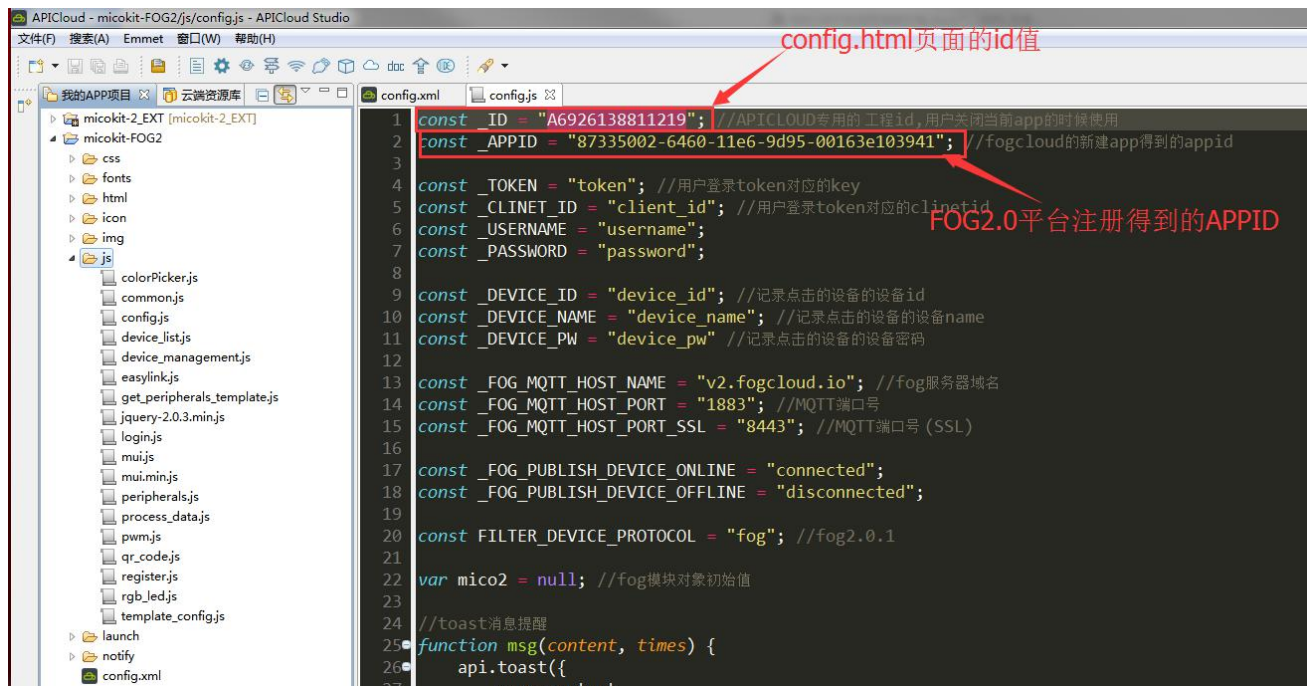 APICloud - micokit-FOG2/js/config.js - APICloud Studio
文件(F) 搜素(A) Emmet 窗口(W) 帮助(H)
config.html页面的id值
doc
我的APP项目 云端资源库
config.xml config.js
micokit-2_EXT [micokit-2_EXT]
micokit-FOG2
css
fonts
html
icon
img
js
colorPicker.js
common.js
config.js
device_list.js
device_management.js
easylink.js
get_peripherals_template.js
jquery-2.0.3.min.js
login.js
mui.js
mui.min.js
peripherals.js
process_data.js
pwm.js
qr_code.js
register.js
rgb_led.js
template_config.js
launch
notify
config.xml
1 const _ID = "A6926138811219"; //APICLOUD专用的工程id,用户关闭当前app的时候使用
2 const _APPID = "87335002-6460-11e6-9d95-00163e103941"; //fogcloud的新建app得到的appid
3
4 const _TOKEN = "token"; //用户登录token对应的key
5 const _CLINET_ID = "client_id"; //用户登录token对应的clinetid
FOG2.0平台注册得到的APPID
6 const _USERNAME = "username";
7 const _PASSWORD = "password";
8
9 const _DEVICE_ID = "device_id"; //记录点击的设备的设备id
10 const _DEVICE_NAME = "device_name"; //记录点击的设备的设备name
11 const _DEVICE_PW = "device_pw" //记录点击的设备的设备密码
12
13 const _FOG_MQTT_HOST_NAME = "v2.fogcloud.io"; //fog服务器域名
14 const _FOG_MQTT_HOST_PORT = "1883"; //MQTT端口号
15 const _FOG_MQTT_HOST_PORT_SSL = "8443"; //MQTT端口号(SSL)
16
17 const _FOG_PUBLISH_DEVICE_ONLINE = "connected";
18 const _FOG_PUBLISH_DEVICE_OFFLINE = "disconnected";
19
20 const FILTER_DEVICE_PROTOCOL = "fog"; //fog2.0.1
21
22 var mico2 = null; //fog模块对象初始值
23
24 //toast消息提醒
25 function msg(content, times) {
26 api.toast({